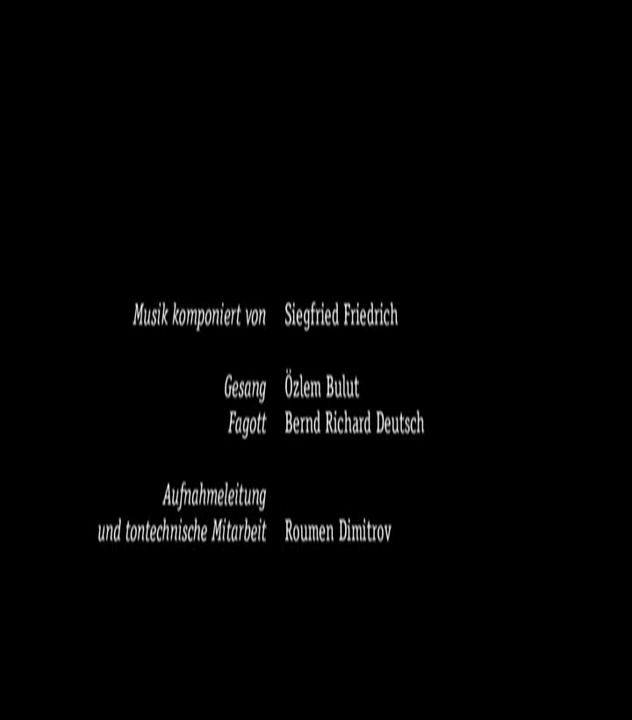 Musik komponiert von Siegfried Friedrich
Gesang Özlem Bulut
Fagott Bernd Richard Deutsch
Aufnahmeleitung
und tontechnische Mitarbeit Roumen Dimitrov